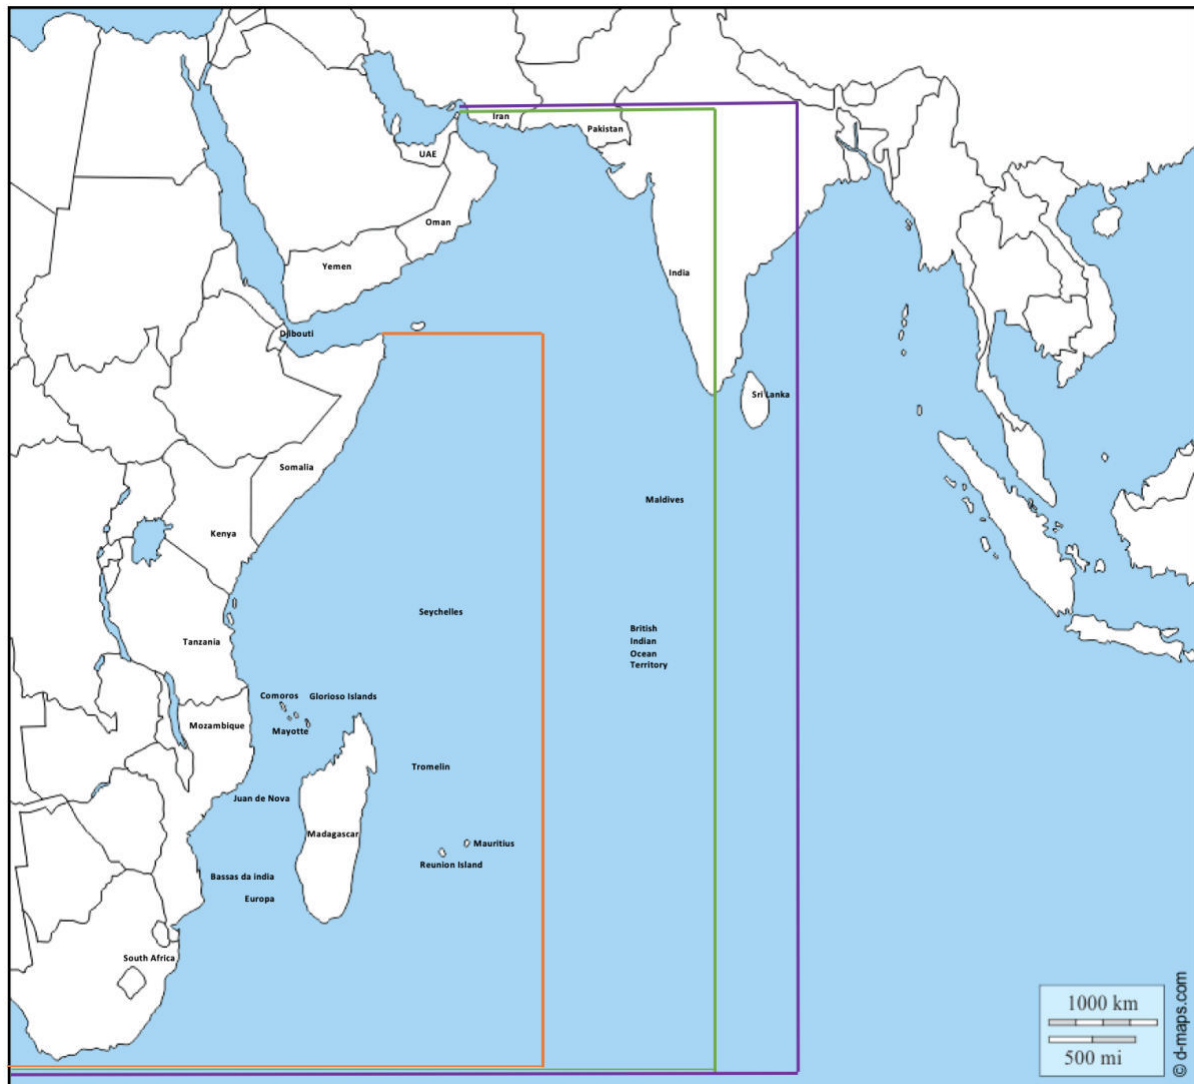 Iran
Pakistan
UAE
Oman
Yemen
India
Djibouti
Sri Lanka
Somalia
Maldives
Kenya
Seychelles
British
Indian
Ocean
Territory
Tanzania
Comoros
Glorioso Islands
Mozambique
Mayotte
Tromelin
Juan de Nova
Madagascar
Mauritius
Reunion Island
Bassas da india
Europa
South Africa
1000 km
500 mi
© d-maps.com